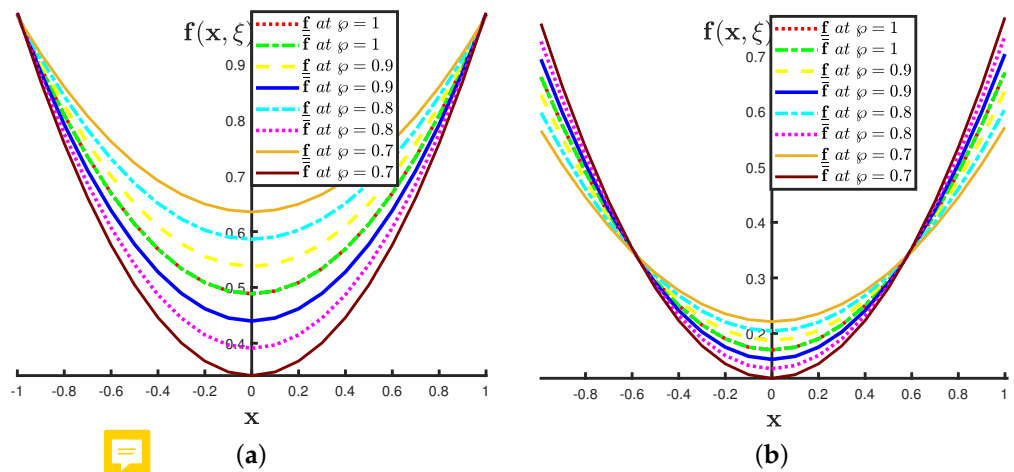 f(x, ξ)
f at ℘ = 1
f̄ at ℘ = 1
f at ℘ = 0.9
f̄ at ℘ = 0.9
f at ℘ = 0.8
f̄ at ℘ = 0.8
f at ℘ = 0.7
f̄ at ℘ = 0.7
0.9
0.8
0.7
0.6
0.5
0.4
-1 -0.8 -0.6 -0.4 -0.2 0 0.2 0.4 0.6 0.8 1
x
(a)
f(x, ξ)
f at ℘ = 1
f̄ at ℘ = 1
f at ℘ = 0.9
f̄ at ℘ = 0.9
f at ℘ = 0.8
f̄ at ℘ = 0.8
f at ℘ = 0.7
f̄ at ℘ = 0.7
0.7
0.6
0.5
0.4
0.3
0.2
-0.8 -0.6 -0.4 -0.2 0 0.2 0.4 0.6 0.8 1
x
(b)